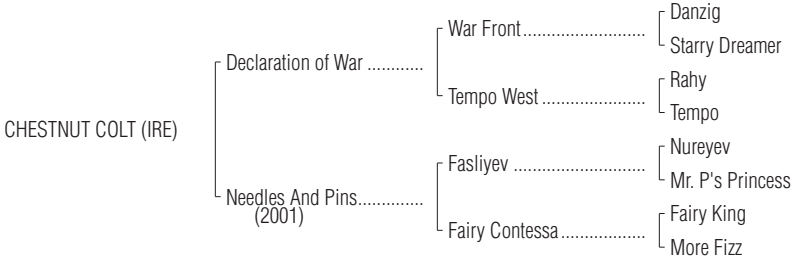 Danzig
War Front..........................
Starry Dreamer
Declaration of War ............
Rahy
Tempo West ......................
Tempo
CHESTNUT COLT (IRE)
Nureyev
Fasliyev ............................
Mr. P's Princess
Needles And Pins..............
(2001)
Fairy King
Fairy Contessa..................
More Fizz